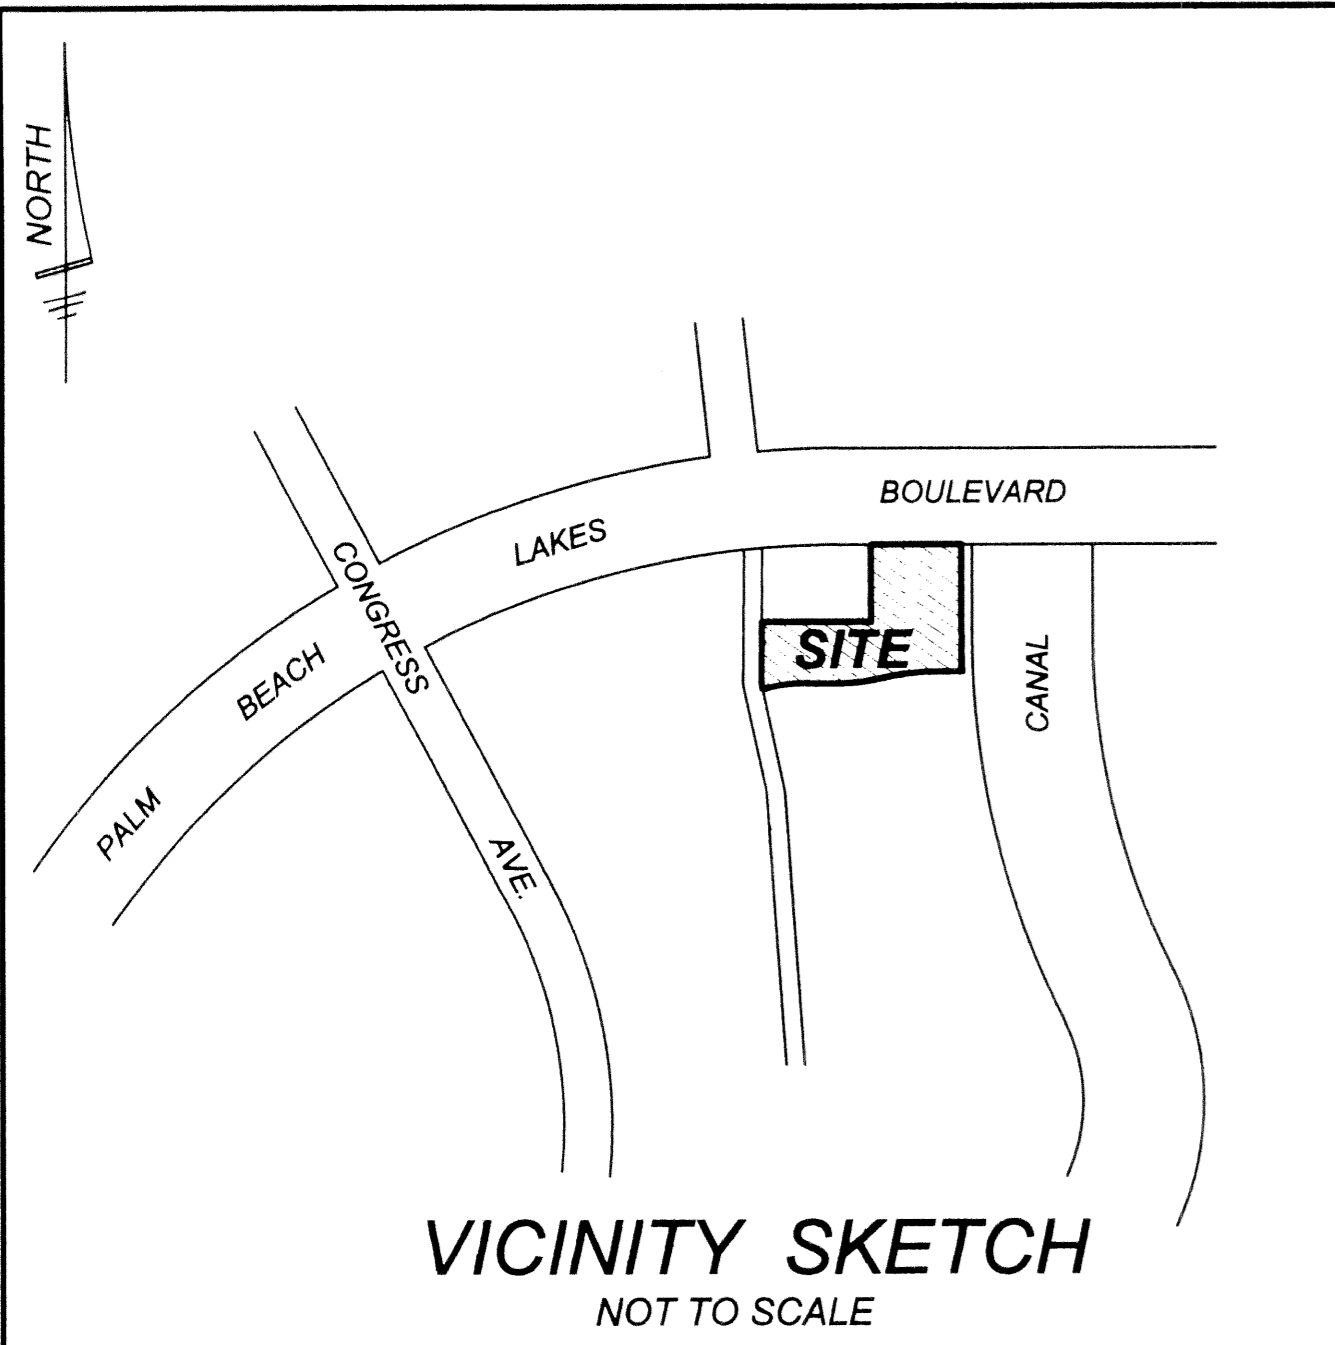 NORTH
BOULEVARD
LAKES
CONGRESS
BEACH
SITE
CANAL
PALM
AVE.
VICINITY SKETCH
NOT TO SCALE